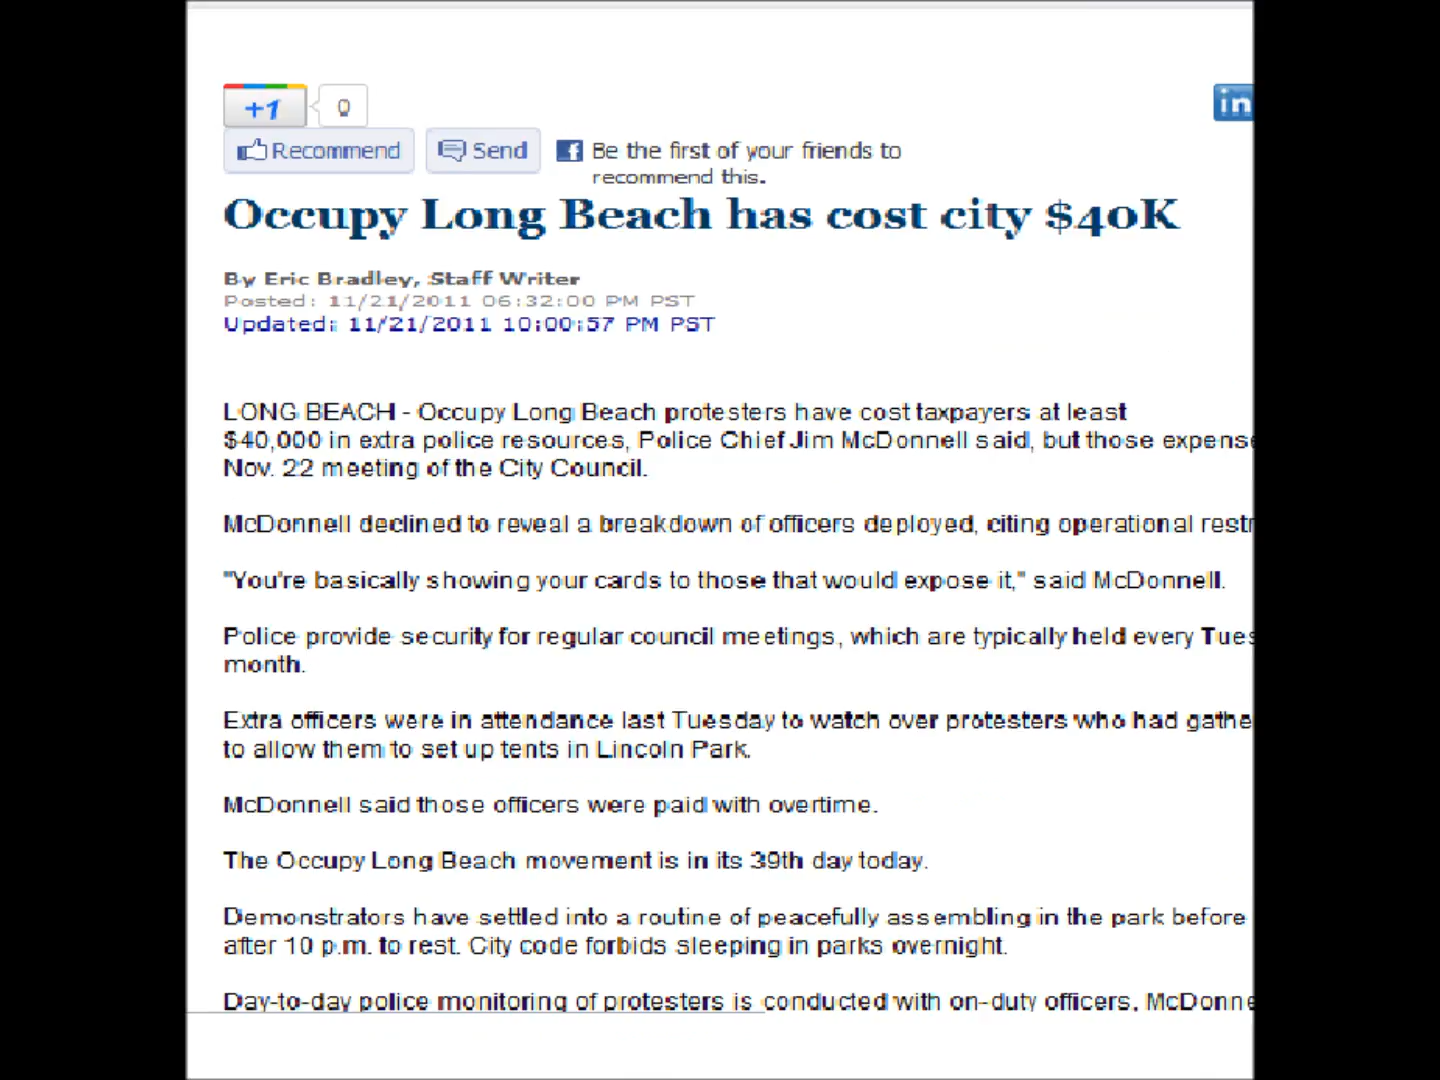 +1 0
in
Recommend Send Be the first of your friends to
recommend this.
Occupy Long Beach has cost city $40K
By Eric Bradley, Staff Writer
Posted: 11/21/2011 06:32:00 PM PST
Updated: 11/21/2011 10:00:57 PM PST
LONG BEACH - Occupy Long Beach protesters have cost taxpayers at least
$40,000 in extra police resources, Police Chief Jim McDonnell said, but those expense
Nov. 22 meeting of the City Council.
McDonnell declined to reveal a breakdown of officers deployed, citing operational restr
"You're basically showing your cards to those that would expose it," said McDonnell.
Police provide security for regular council meetings, which are typically held every Tues
month.
Extra officers were in attendance last Tuesday to watch over protesters who had gathe
to allow them to set up tents in Lincoln Park.
McDonnell said those officers were paid with overtime.
The Occupy Long Beach movement is in its 39th day today.
Demonstrators have settled into a routine of peacefully assembling in the park before
after 10 p.m. to rest. City code forbids sleeping in parks overnight.
Day-to-day police monitoring of protesters is conducted with on-duty officers, McDonne